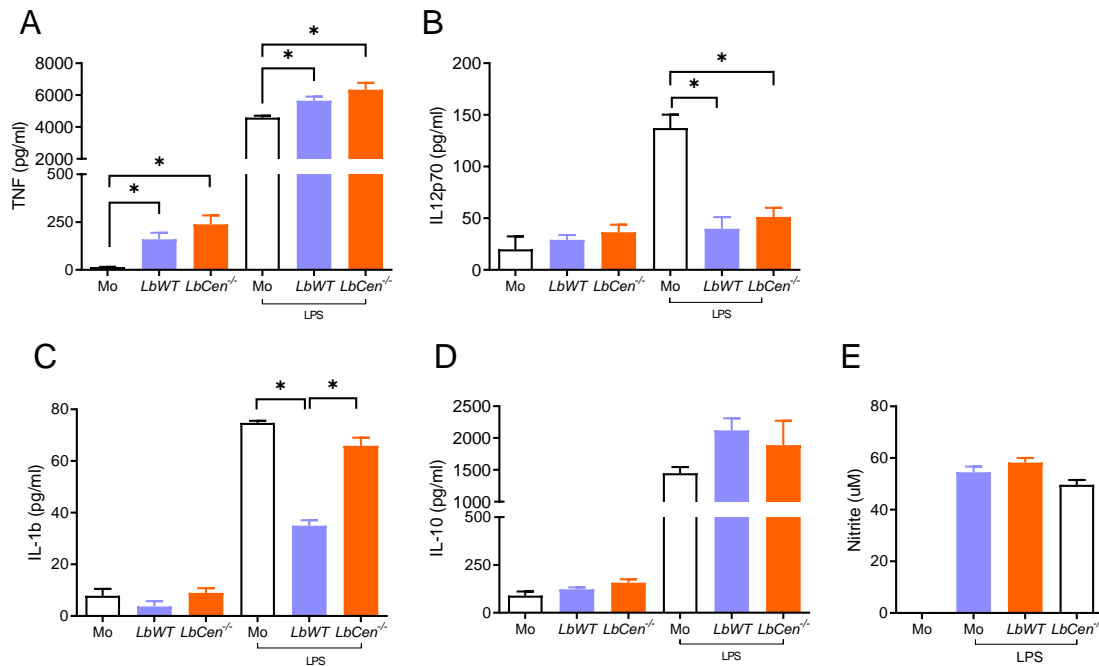 A
TNF (pg/ml)
8000
6000
4000
2000
500
250
0
*
*
*
*
Mo LbWT LbCen-/- Mo LbWT LbCen-/-
LPS
B
IL12p70 (pg/ml)
200
150
100
50
0
*
*
Mo LbWT LbCen-/- Mo LbWT LbCen-/-
LPS
C
IL-1b (pg/ml)
80
60
40
20
0
* *
Mo LbWT LbCen-/- Mo LbWT LbCen-/-
LPS
D
IL-10 (pg/ml)
2500
2000
1500
1000
500
250
0
Mo LbWT LbCen-/- Mo LbWT LbCen-/-
LPS
E
Nitrite (uM)
80
60
40
20
0
Mo Mo LbWT LbCen-/-
LPS